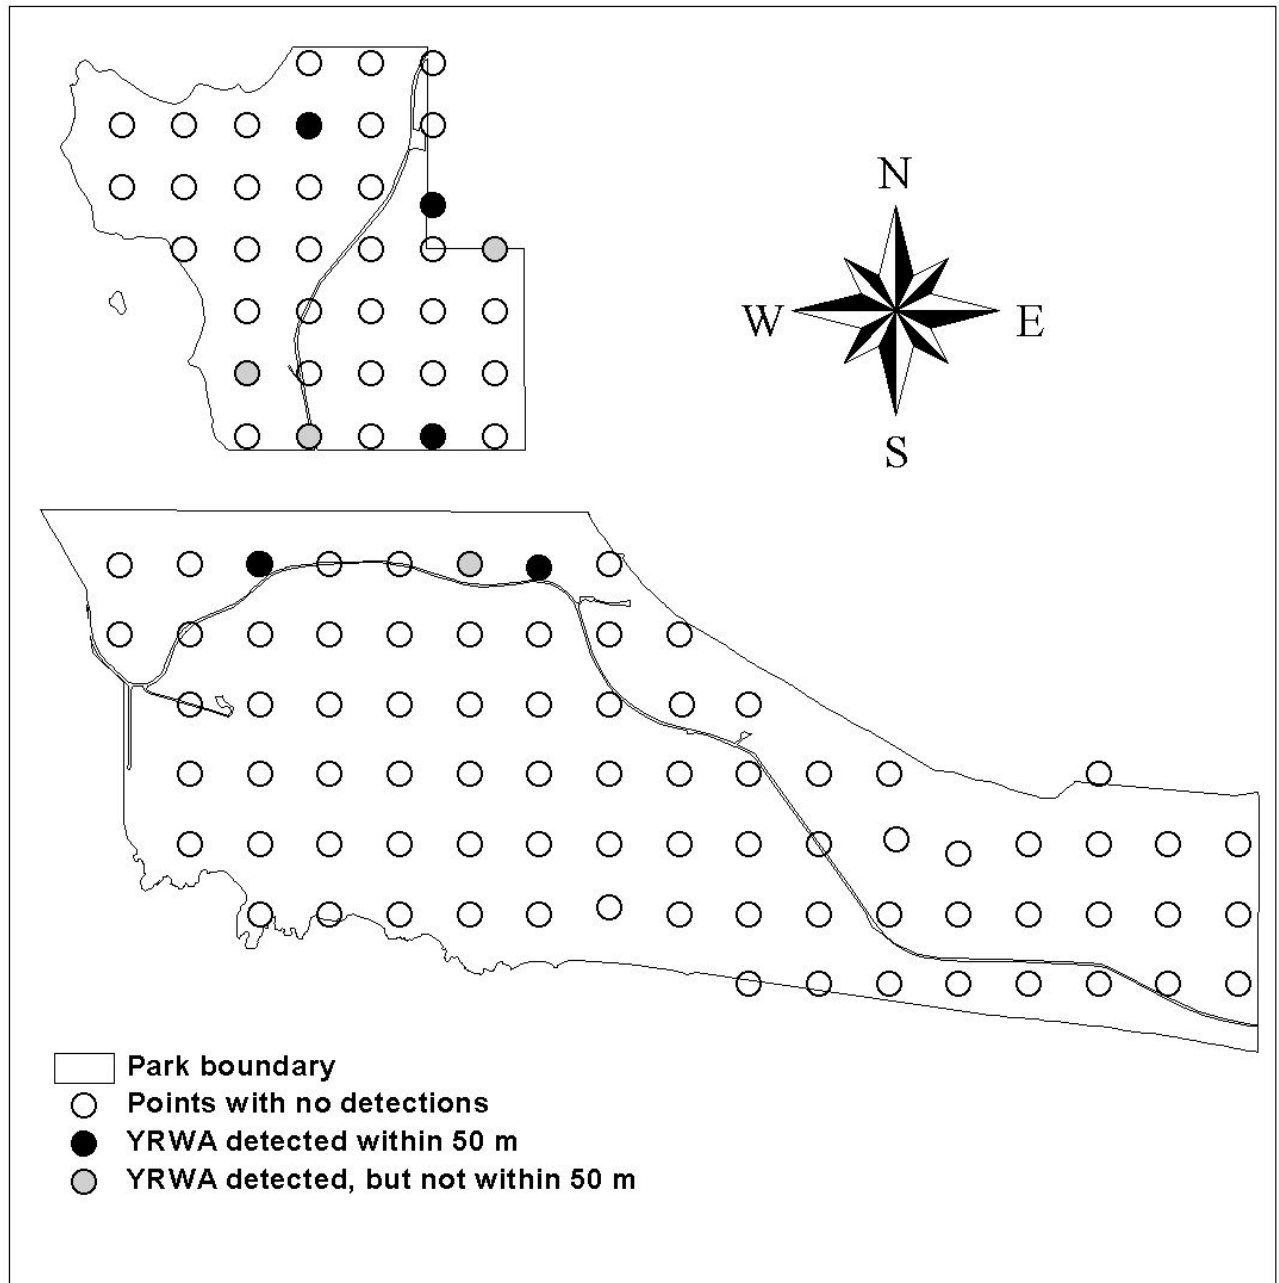 N
W
E
S
Park boundary
Points with no detections
YRWA detected within 50 m
YRWA detected, but not within 50 m